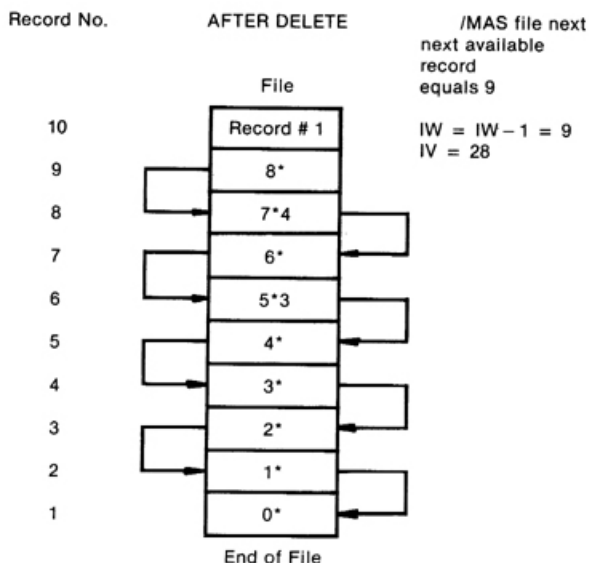 Record No. AFTER DELETE /MAS file next
next available
record
File equals 9
10 Record # 1 IW = IW – 1 = 9
IV = 28
9 8*
8 7*4
7 6*
6 5*3
5 4*
4 3*
3 2*
2 1*
1 0*
End of File